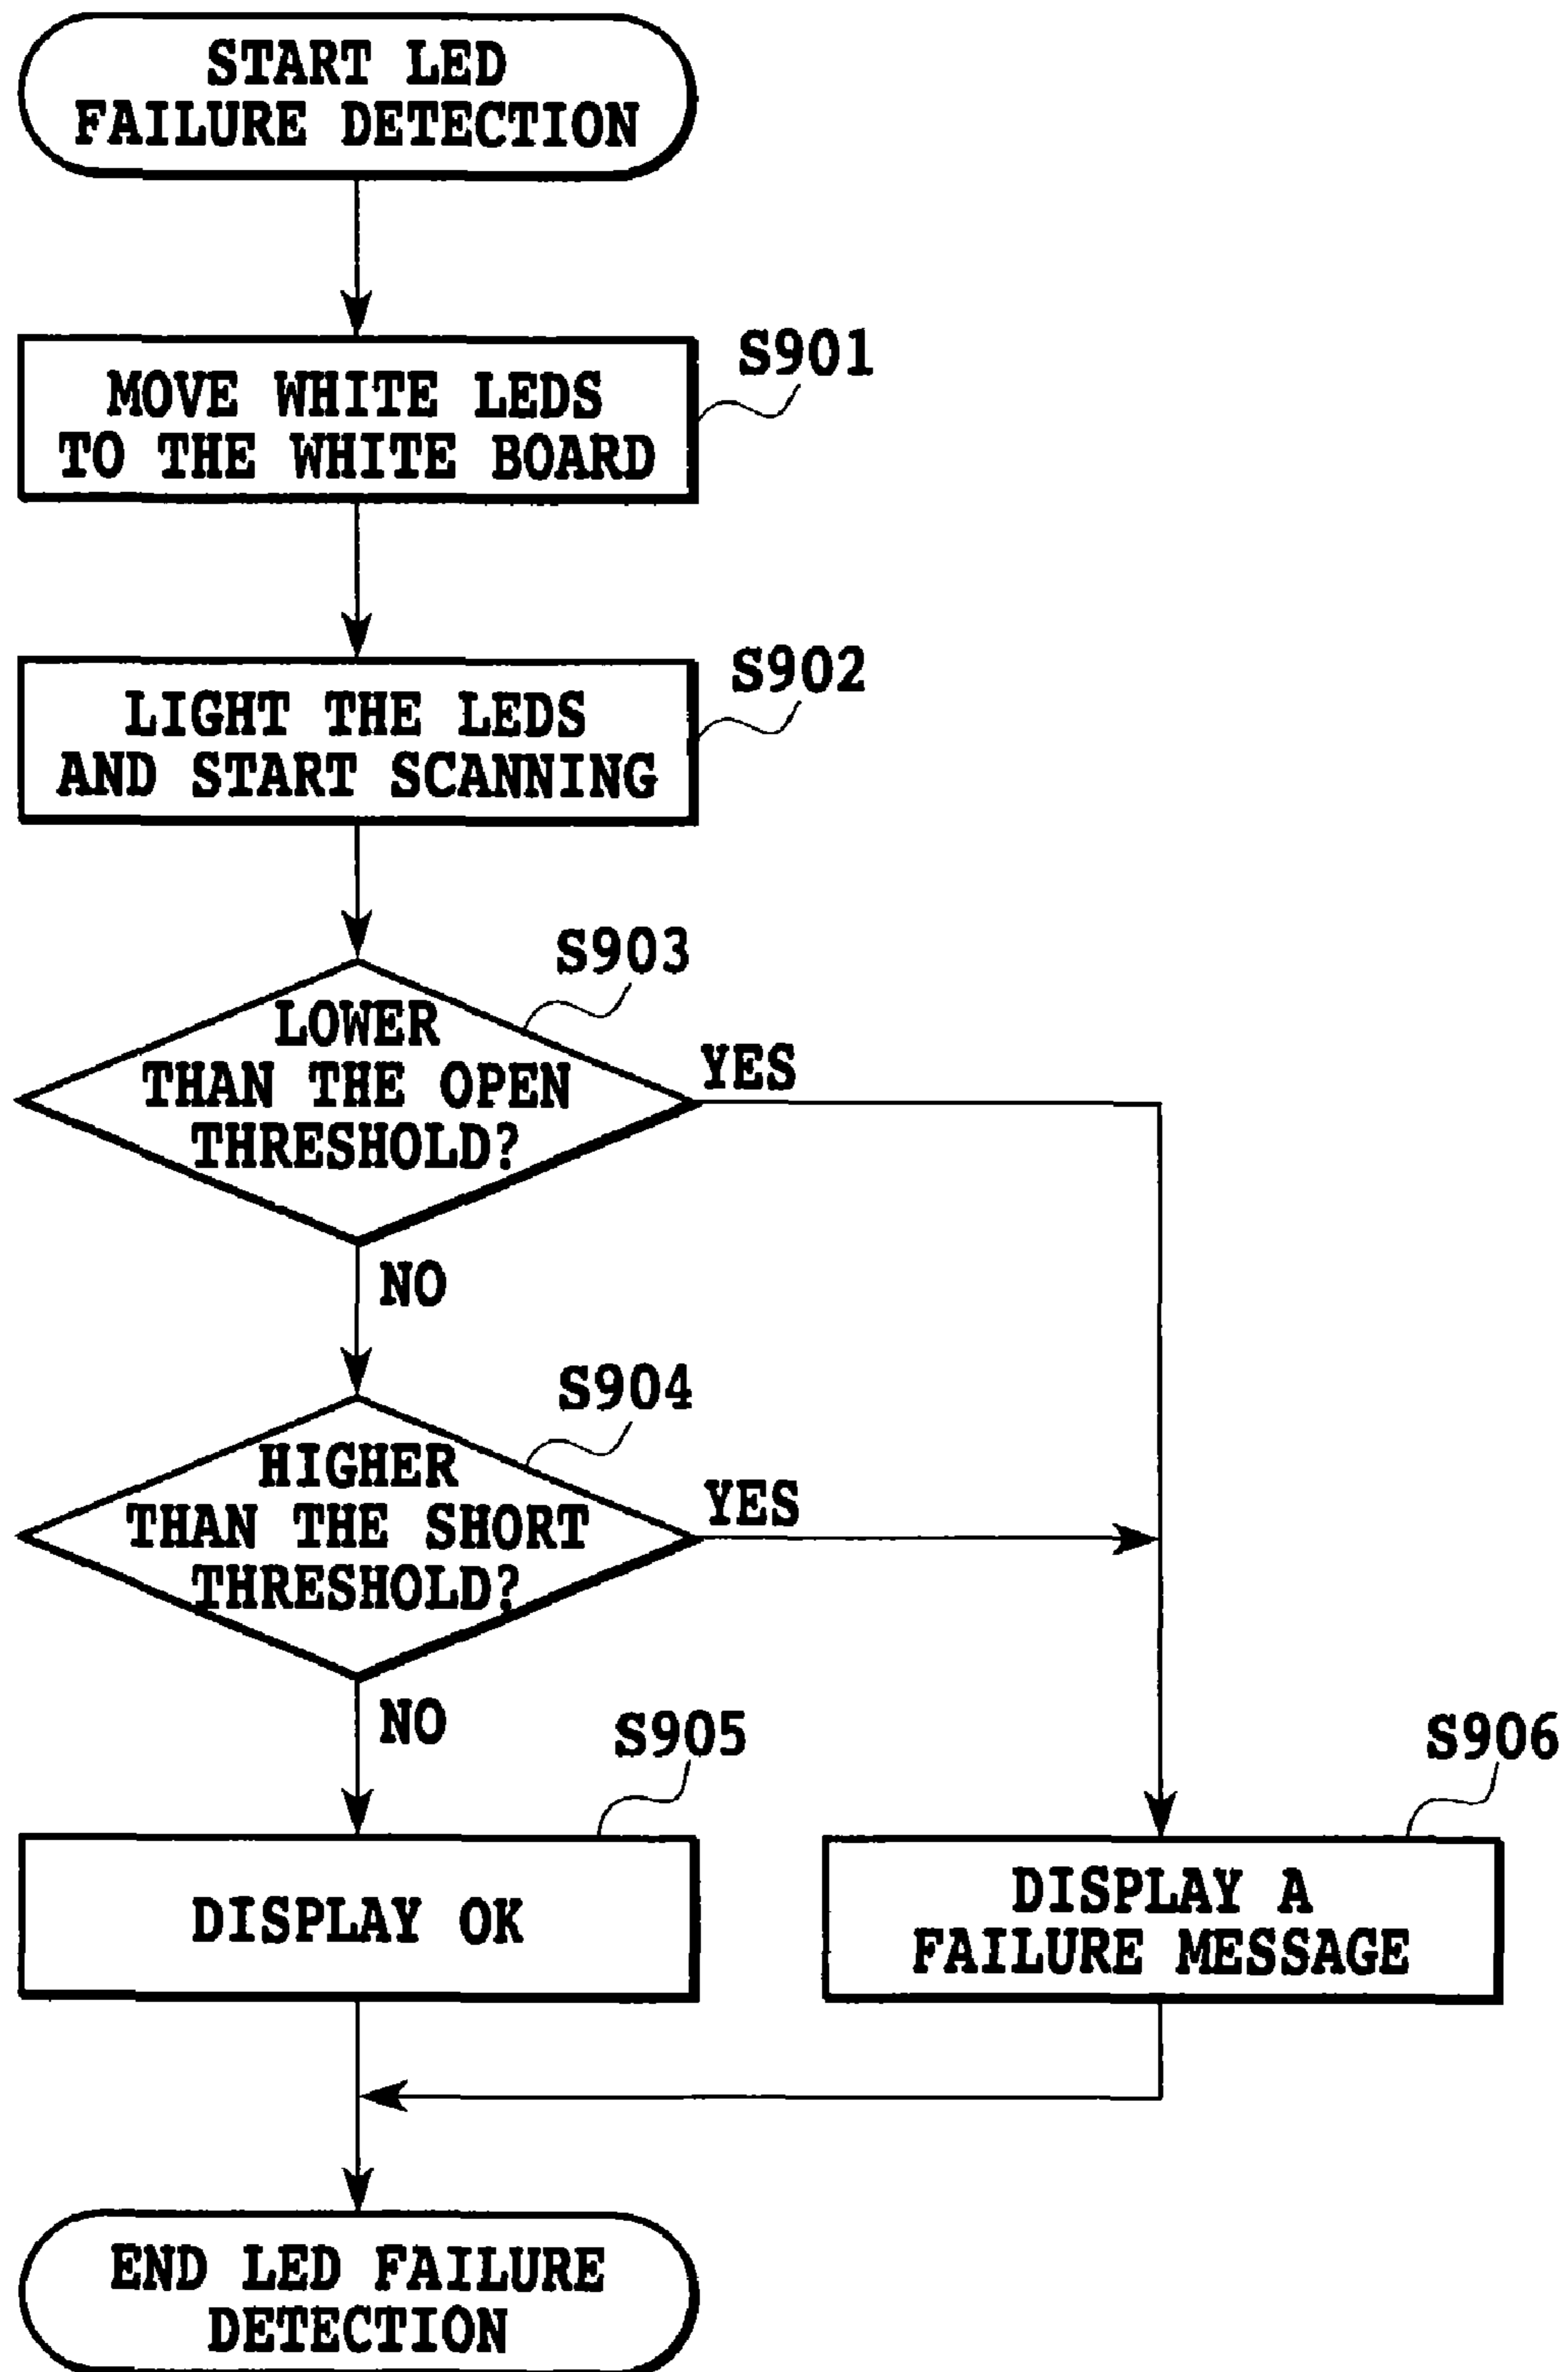 START LED
FAILURE DETECTION
S901
MOVE WHITE LEDS
TO THE WHITE BOARD
S902
LIGHT THE LEDS
AND START SCANNING
S903
LOWER
THAN THE OPEN
THRESHOLD?
YES
NO
S904
HIGHER
THAN THE SHORT
THRESHOLD?
YES
NO
S905
DISPLAY OK
S906
DISPLAY A
FAILURE MESSAGE
END LED FAILURE
DETECTION